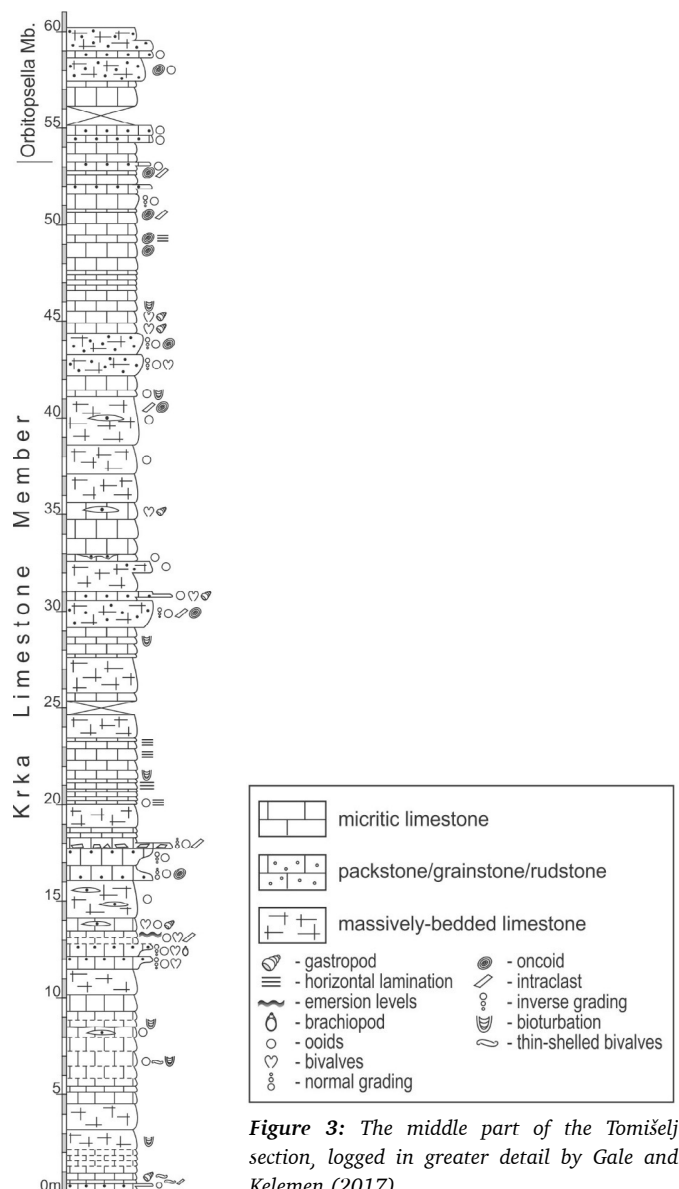 Orbitopsella Mb.
Krka Limestone Member
60
55
50
45
40
35
30
25
20
15
10
5
0m
micritic limestone
packstone/grainstone/rudstone
massively-bedded limestone
- gastropod
- horizontal lamination
- emersion levels
- brachiopod
- ooids
- bivalves
- normal grading
- oncoid
- intraclast
- inverse grading
- bioturbation
- thin-shelled bivalves
Figure 3: The middle part of the Tomišelj
section, logged in greater detail by Gale and
Kelemen (2017)